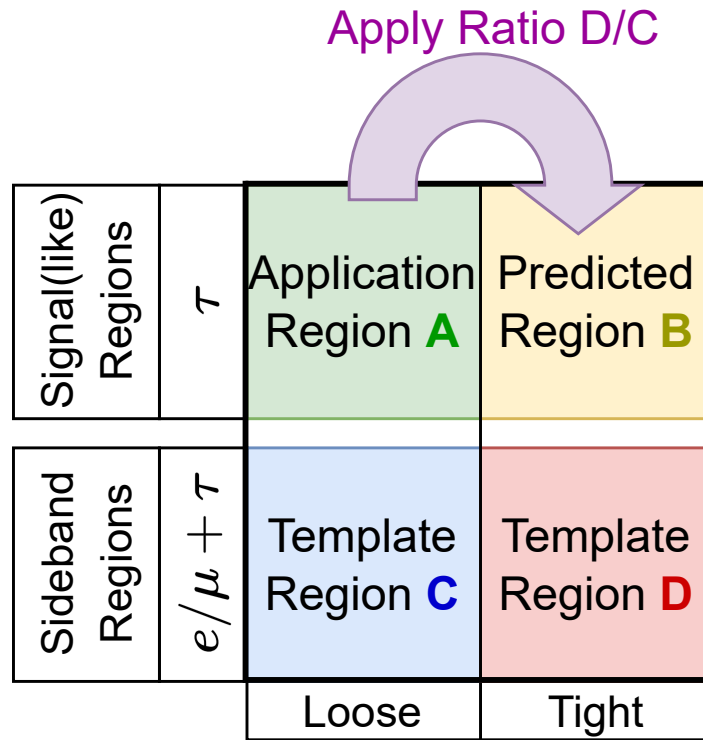 Apply Ratio D/C
Signal(like)
Regions
τ
Application
Region A
Predicted
Region B
Sideband
Regions
e/μ + τ
Template
Region C
Template
Region D
Loose
Tight